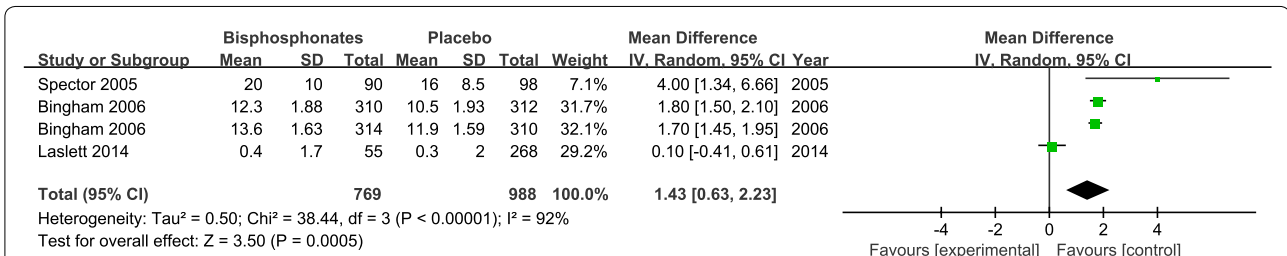 Bisphosphonates Placebo Mean Difference Mean Difference
Study or Subgroup Mean SD Total Mean SD Total Weight IV, Random, 95% CI Year IV, Random, 95% CI
Spector 2005 20 10 90 16 8.5 98 7.1% 4.00 [1.34, 6.66] 2005
Bingham 2006 12.3 1.88 310 10.5 1.93 312 31.7% 1.80 [1.50, 2.10] 2006
Bingham 2006 13.6 1.63 314 11.9 1.59 310 32.1% 1.70 [1.45, 1.95] 2006
Laslett 2014 0.4 1.7 55 0.3 2 268 29.2% 0.10 [-0.41, 0.61] 2014
Total (95% CI) 769 988 100.0% 1.43 [0.63, 2.23]
Heterogeneity: Tau² = 0.50; Chi² = 38.44, df = 3 (P < 0.00001); I² = 92%
Test for overall effect: Z = 3.50 (P = 0.0005)
-4 -2 0 2 4
Favours [experimental] Favours [control]